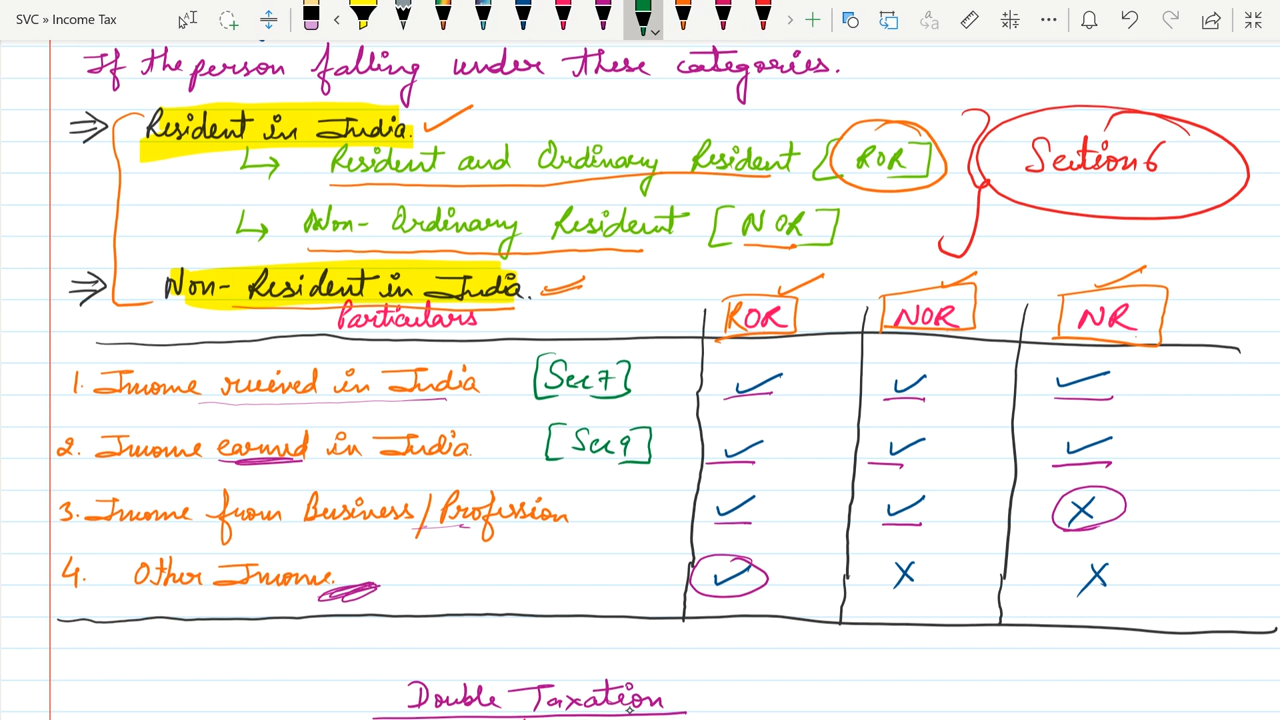 SVC » Income Tax
If the person falling under these categories.
⇒ Resident in India. ✓
↳ Resident and Ordinary Resident [ROR]
Section 6
↳ Non-Ordinary Resident [NOR]
⇒ Non-Resident in India. ✓
Particulars ROR NOR NR
1. Income received in India [Sec 7] ✓ ✓ ✓
2. Income earned in India. [Sec 9] ✓ ✓ ✓
3. Income from Business/Profession ✓ ✓ ✗
4. Other Income. ✓ ✗ ✗
Double Taxation